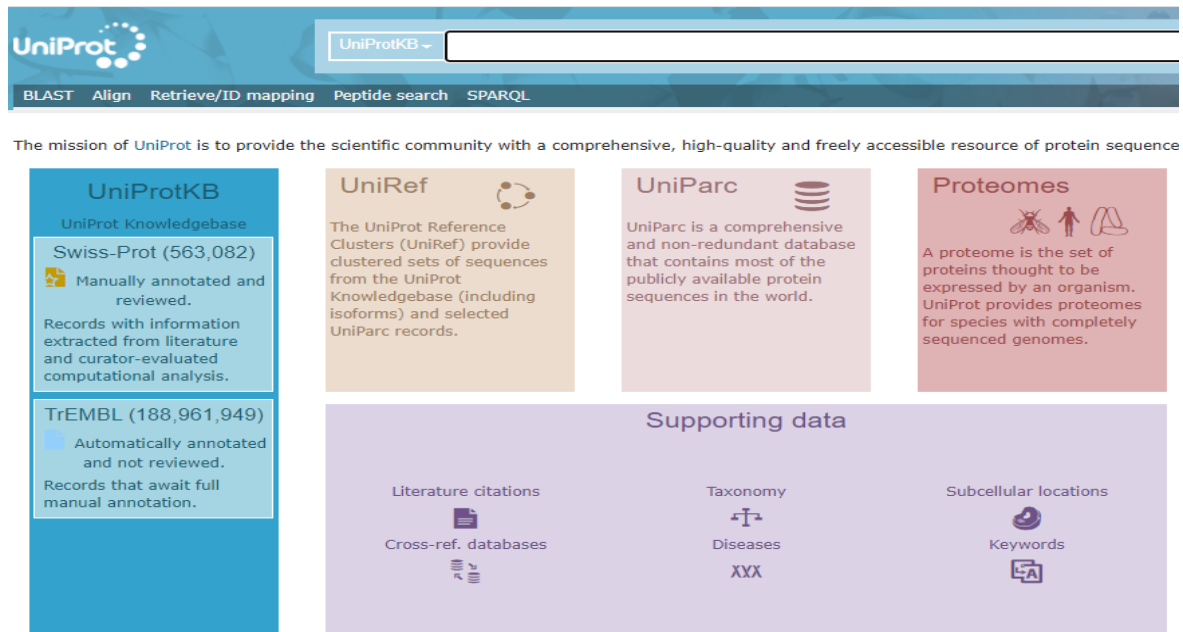 UniProt
UniProtKB
BLAST Align Retrieve/ID mapping Peptide search SPARQL
The mission of UniProt is to provide the scientific community with a comprehensive, high-quality and freely accessible resource of protein sequence
UniProtKB
UniProt Knowledgebase
Swiss-Prot (563,082)
Manually annotated and
reviewed.
Records with information
extracted from literature
and curator-evaluated
computational analysis.
TrEMBL (188,961,949)
Automatically annotated
and not reviewed.
Records that await full
manual annotation.
UniRef
The UniProt Reference
Clusters (UniRef) provide
clustered sets of sequences
from the UniProt
Knowledgebase (including
isoforms) and selected
UniParc records.
UniParc
UniParc is a comprehensive
and non-redundant database
that contains most of the
publicly available protein
sequences in the world.
Proteomes
A proteome is the set of
proteins thought to be
expressed by an organism.
UniProt provides proteomes
for species with completely
sequenced genomes.
Supporting data
Literature citations
Taxonomy
Subcellular locations
Cross-ref. databases
Diseases
XXX
Keywords
A